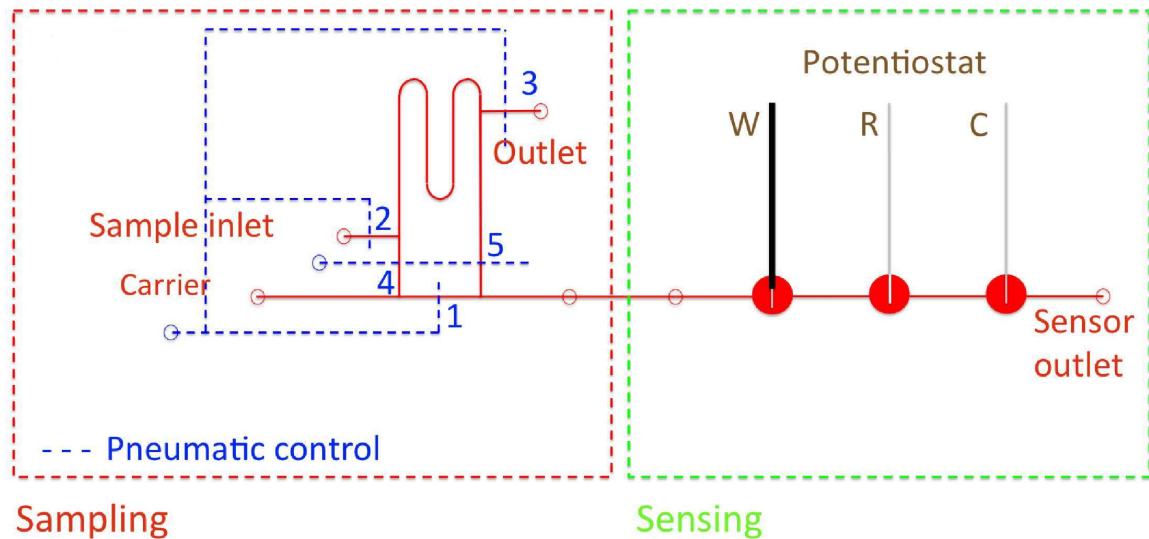 Potentiostat
3
W
R
C
Outlet
Sample inlet
2
5
Carrier
4
1
Sensor
outlet
--- Pneumatic control
Sampling
Sensing